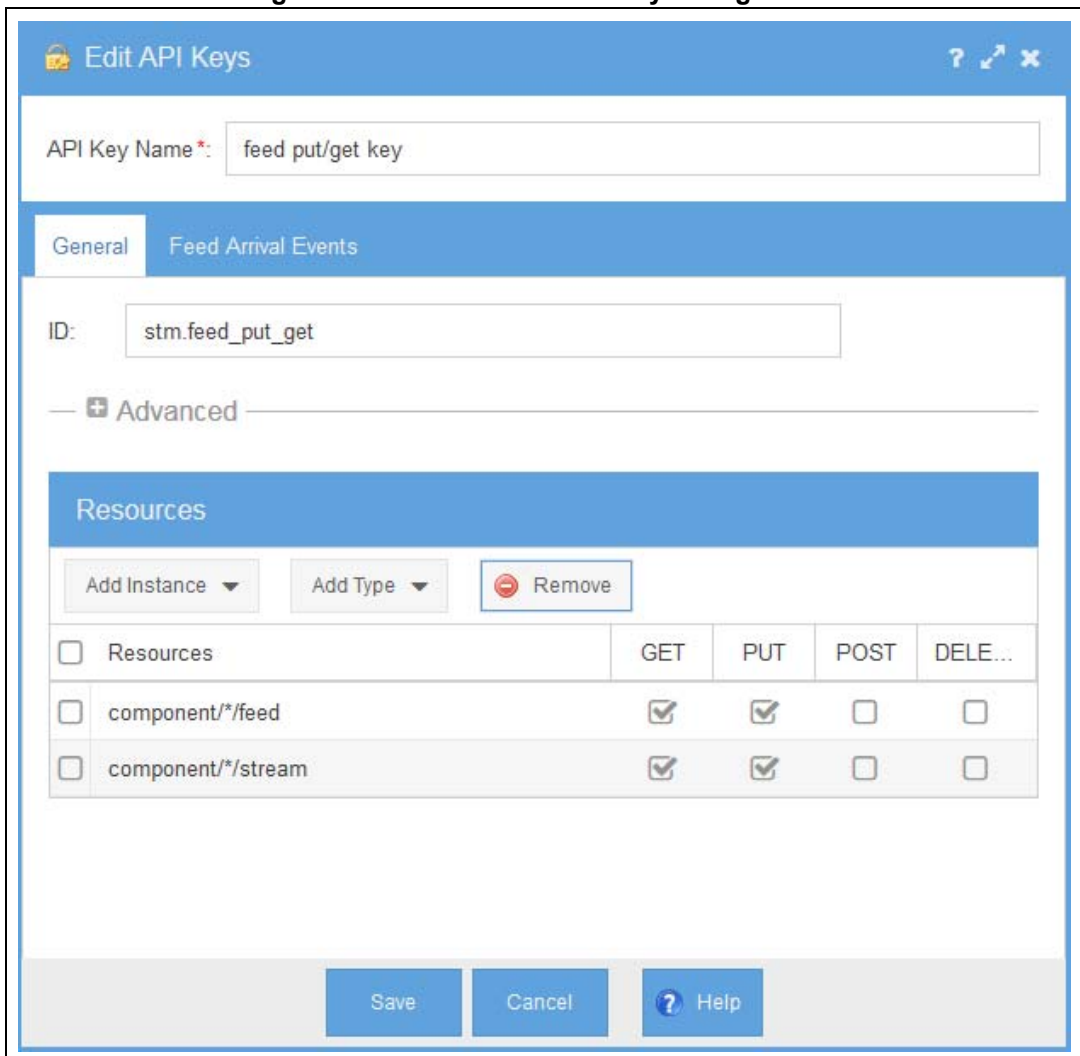 Edit API Keys ?
API Key Name*: feed put/get key
General Feed Arrival Events
ID: stm.feed_put_get
Advanced
Resources
Add Instance Add Type Remove
Resources GET PUT POST DELE...
component/*/feed
component/*/stream
Save Cancel ? Help